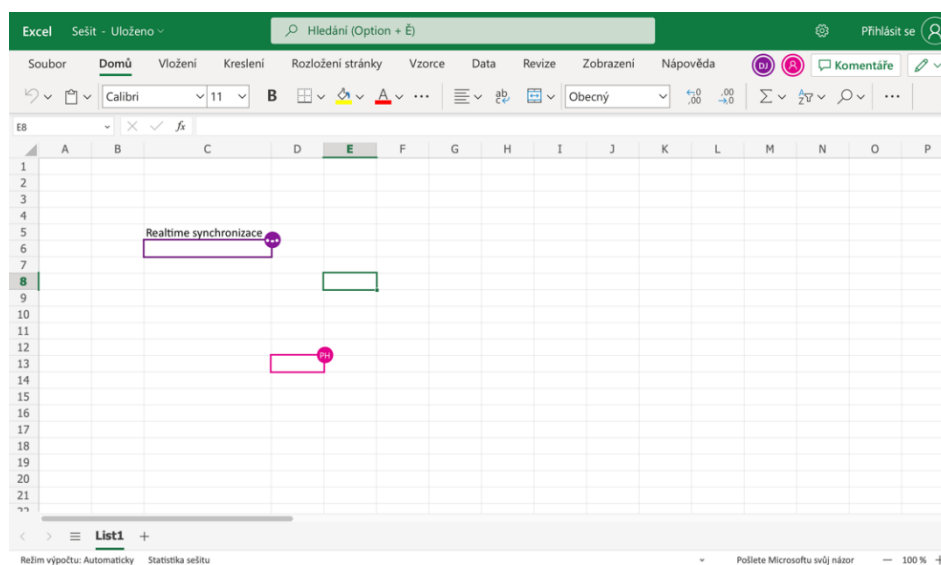 Excel Sešit - Uloženo Hledání (Option + Ě) Přihlásit se
Soubor Domů Vložení Kreslení Rozložení stránky Vzorce Data Revize Zobrazení Nápověda DJ Komentáře
Calibri 11 B A ab Obecný
E8 fx
A B C D E F G H I J K L M N O P
1
2
3
4
5 Realtime synchronizace
6
7
8
9
10
11
12
13 PH
14
15
16
17
18
19
20
21
22
List1
Režim výpočtu: Automaticky Statistika sešitu Pošlete Microsoftu svůj názor 100 %